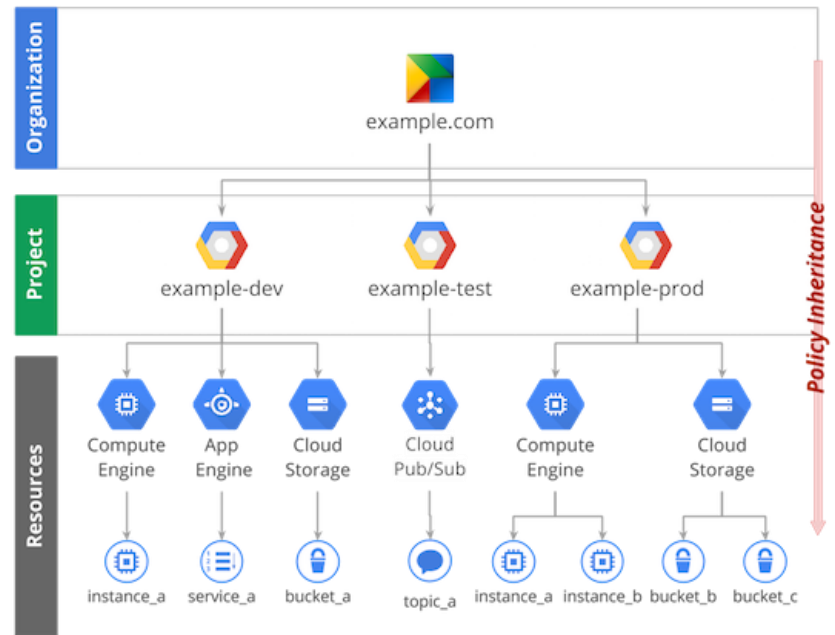 Organization
example.com
Project
example-dev
example-test
example-prod
Policy Inheritance
Resources
Compute
Engine
App
Engine
Cloud
Storage
Cloud
Pub/Sub
Compute
Engine
Cloud
Storage
instance_a
service_a
bucket_a
topic_a
instance_a
instance_b
bucket_b
bucket_c